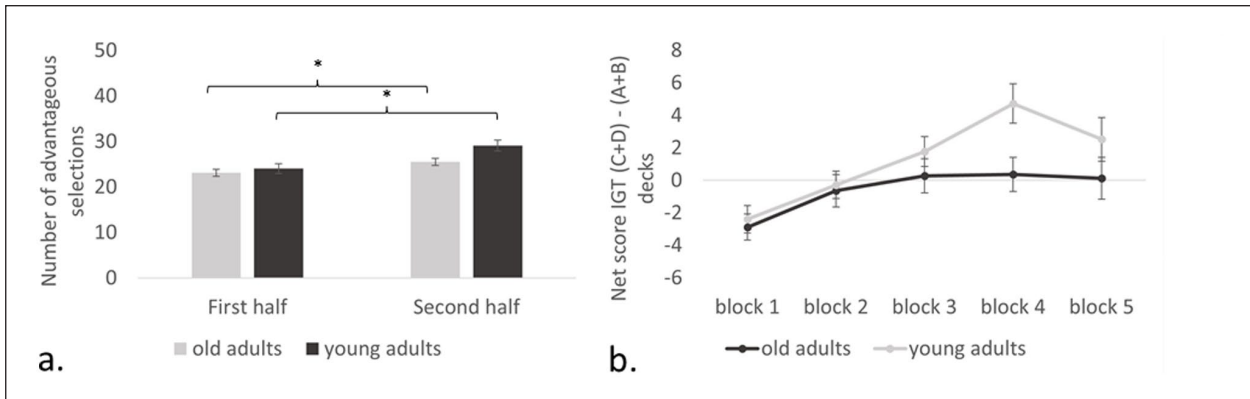 50
40
30
20
10
0
Number of advantageous
selections
*
*
First half
Second half
old adults
young adults
a.
8
6
4
2
0
-2
-4
-6
Net score IGT (C+D) - (A+B)
decks
block 1
block 2
block 3
block 4
block 5
old adults
young adults
b.